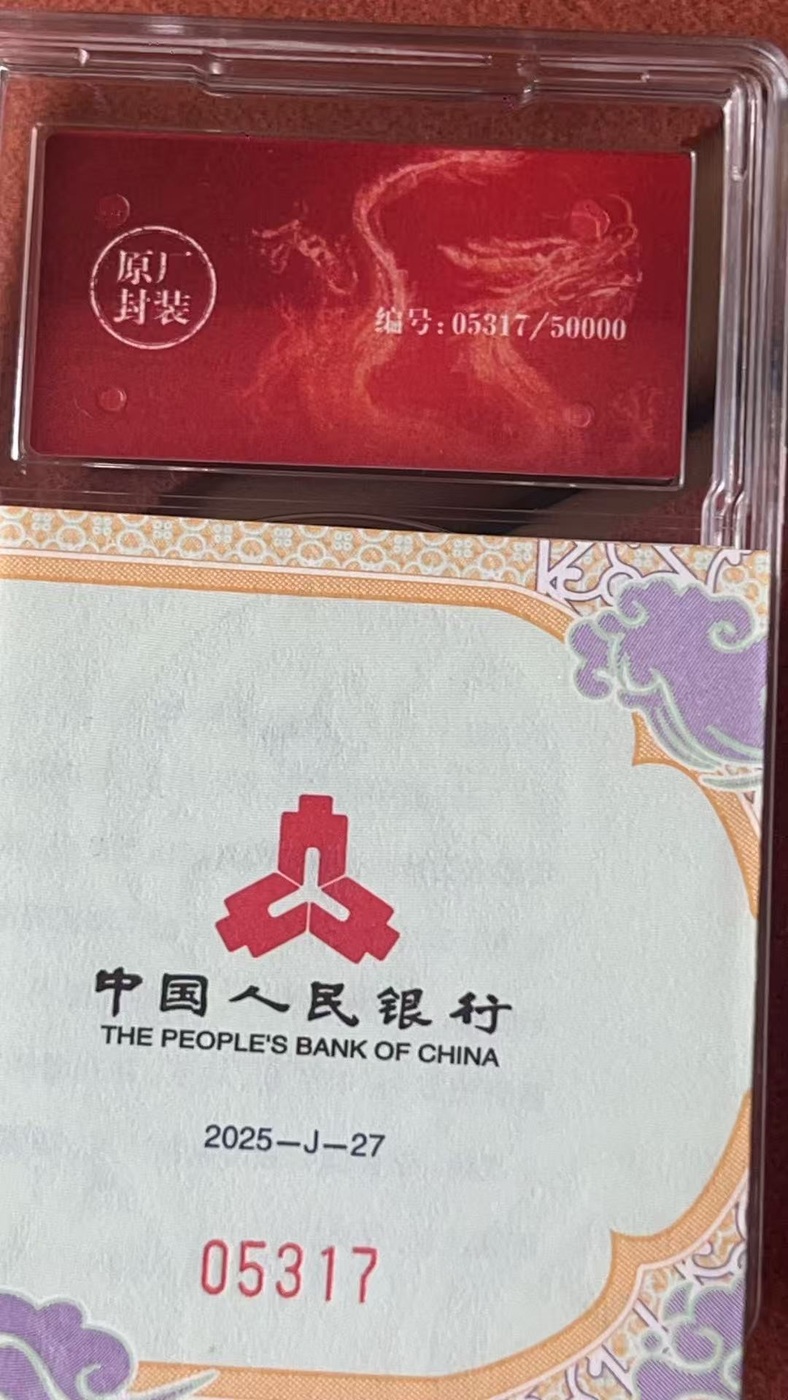 原厂
封装
编号:05317/50000
中国人民银行
THE PEOPLE'S BANK OF CHINA
2025—J—27
05317